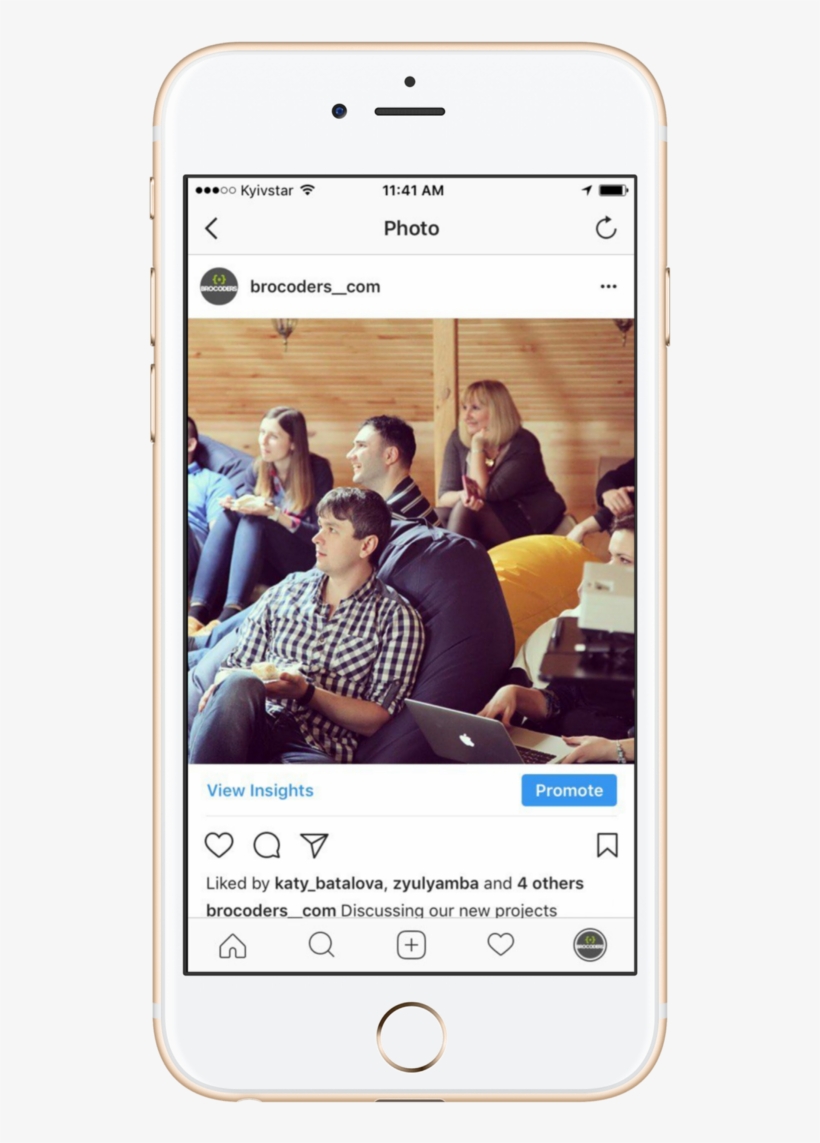 Kyivstar 11:41 AM
Photo
BROCODERS
brocoders__com
View Insights Promote
Liked by katy_batalova, zyulyamba and 4 others
brocoders__com Discussing our new projects
BROCODERS